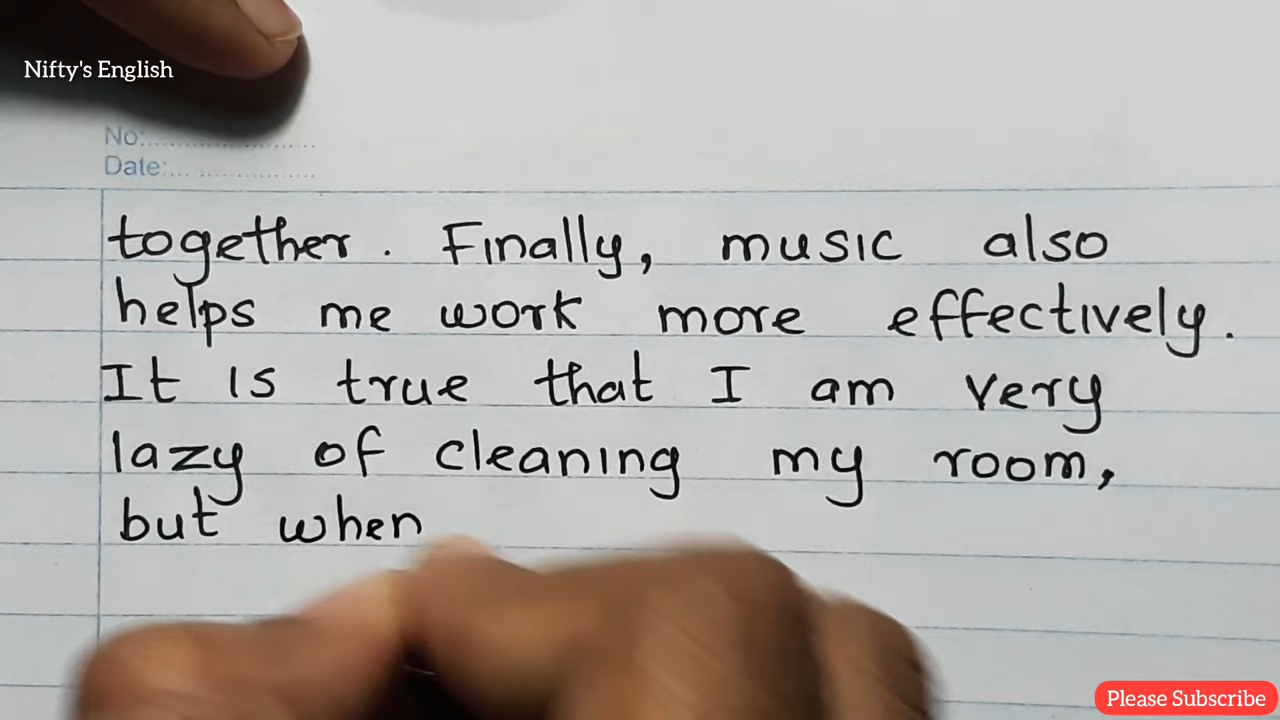 Nifty's English
No:........................
Date:.... ..................
together. Finally, music also
helps me work more effectively.
It is true that I am very
lazy of cleaning my room,
but when
Please Subscribe